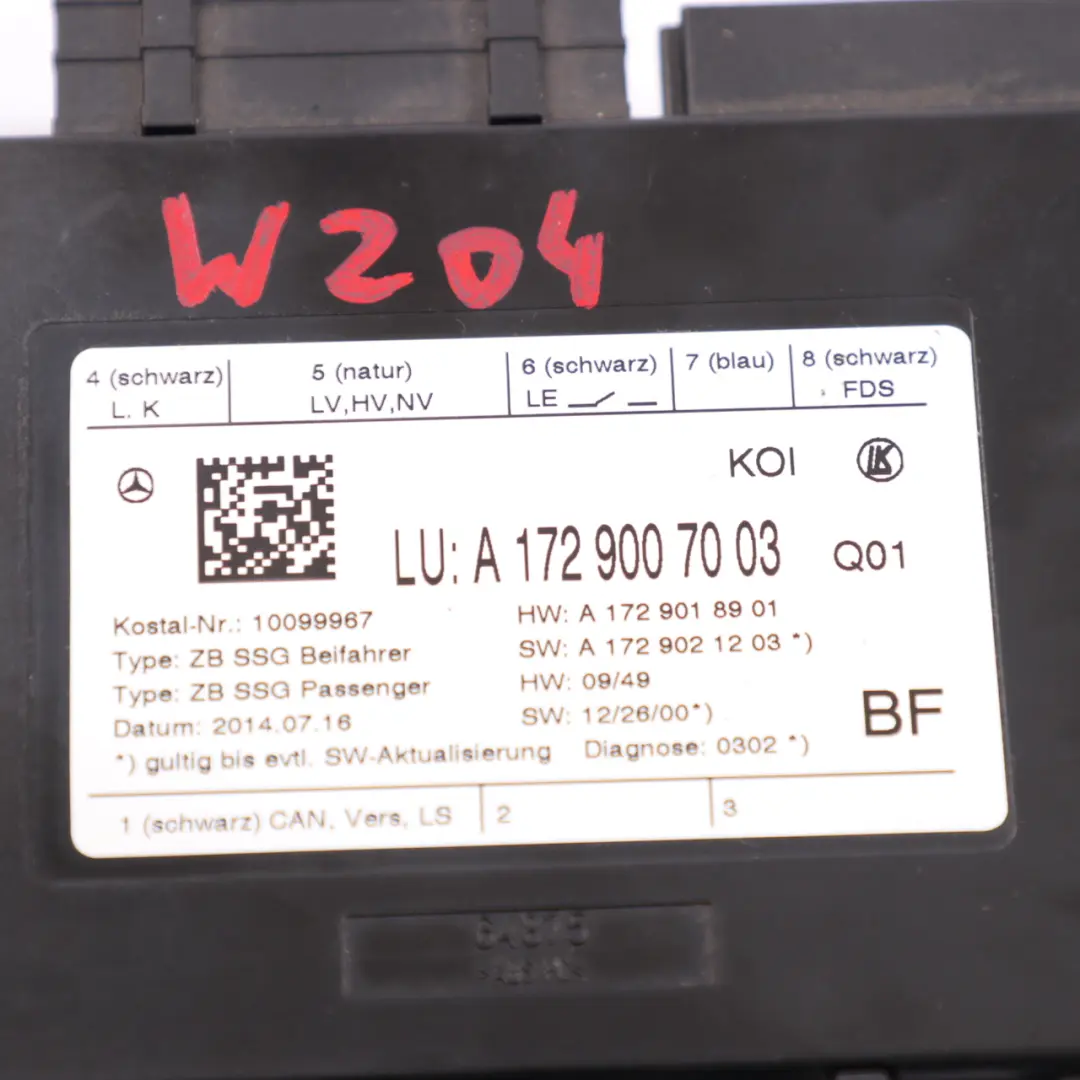 W204
4 (schwarz) 5 (natur) 6 (schwarz) 7 (blau) 8 (schwarz)
L. K LV,HV,NV LE FDS
KOI
LU: A 172 900 70 03 Q01
Kostal-Nr.: 10099967 HW: A 172 901 89 01
Type: ZB SSG Beifahrer SW: A 172 902 12 03 *)
Type: ZB SSG Passenger HW: 09/49
Datum: 2014.07.16 SW: 12/26/00*)
BF
*) gultig bis evtl. SW-Aktualisierung Diagnose: 0302 *)
1 (schwarz) CAN, Vers, LS 2 3